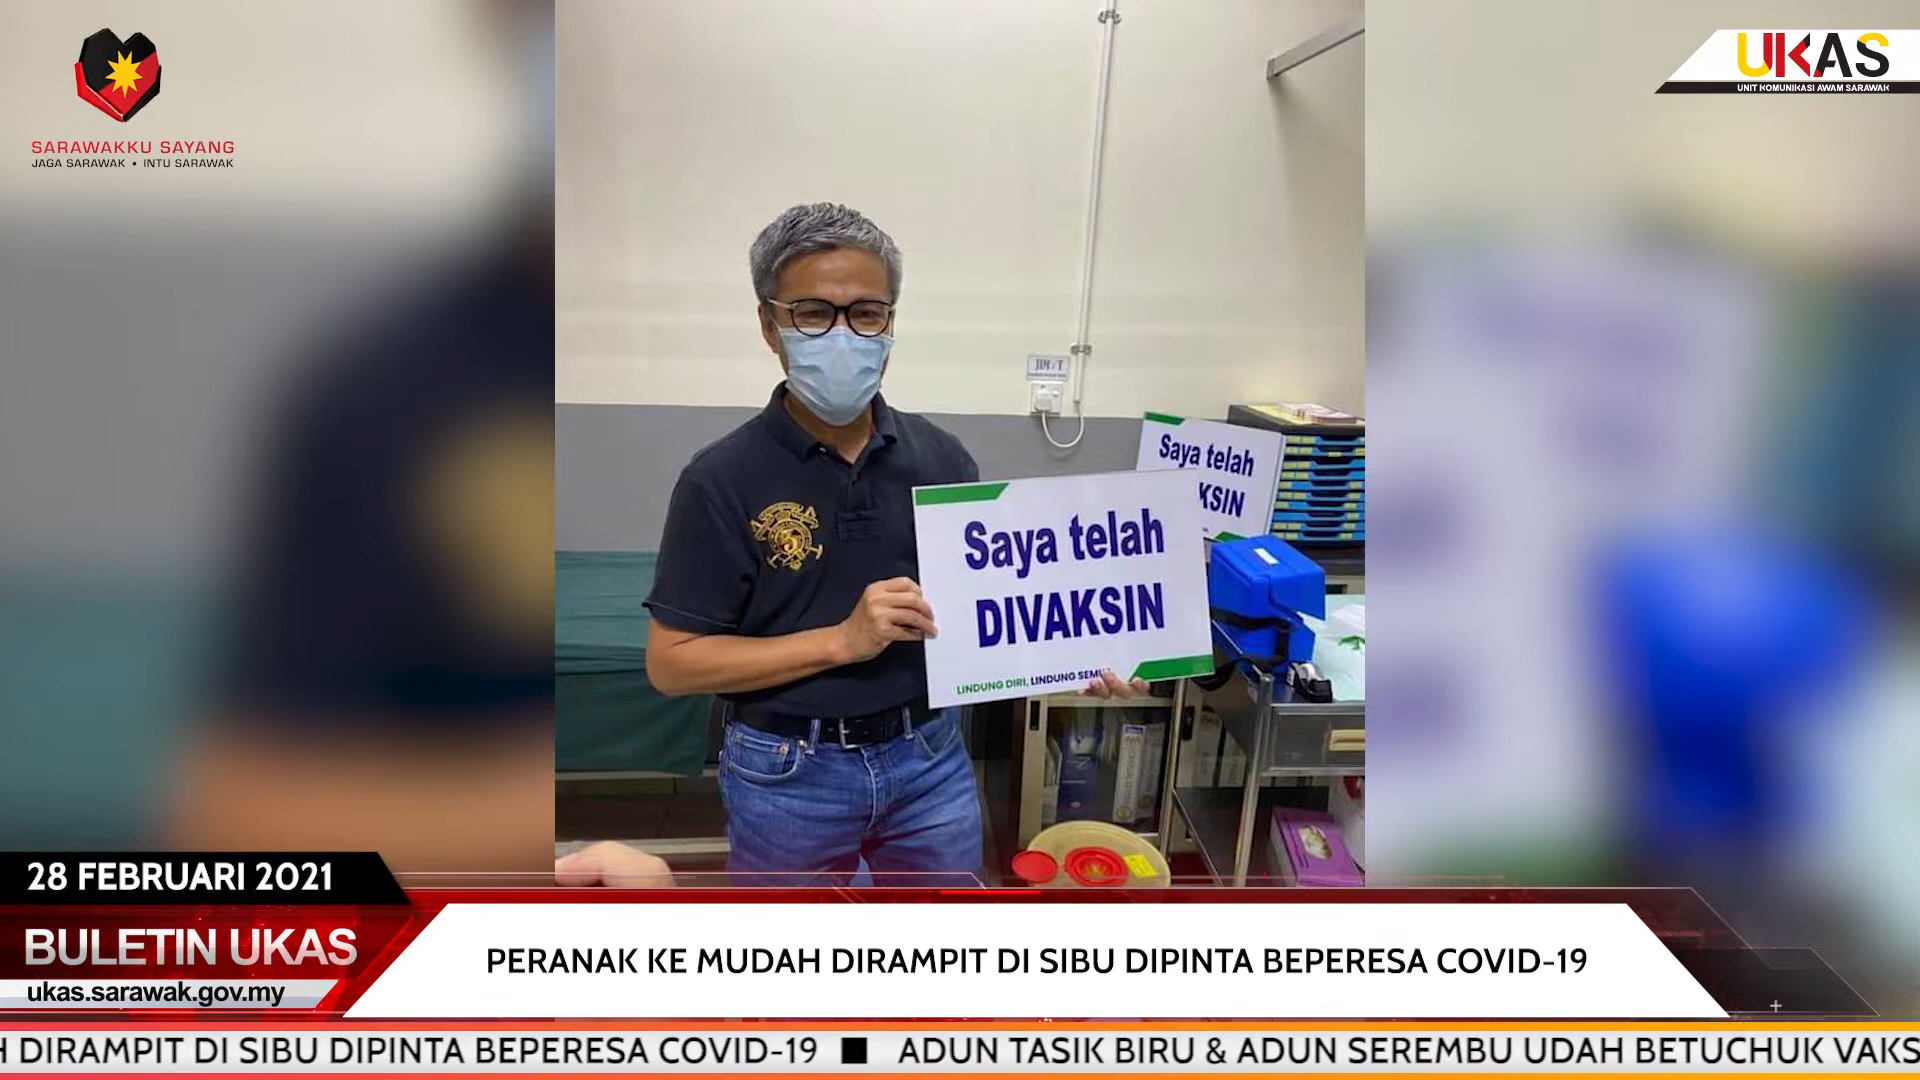 SARAWAKKU SAYANG
JAGA SARAWAK • INTU SARAWAK
UKAS
UNIT KOMUNIKASI AWAM SARAWAK
Saya telah
KSIN
Saya telah
DIVAKSIN
LINDUNG DIRI, LINDUNG
28 FEBRUARI 2021
BULETIN UKAS
ukas.sarawak.gov.my
PERANAK KE MUDAH DIRAMPIT DI SIBU DIPINTA BEPERESA COVID-19
H DIRAMPIT DI SIBU DIPINTA BEPERESA COVID-19 ■ ADUN TASIK BIRU & ADUN SEREMBU UDAH BETUCHUK VAKS